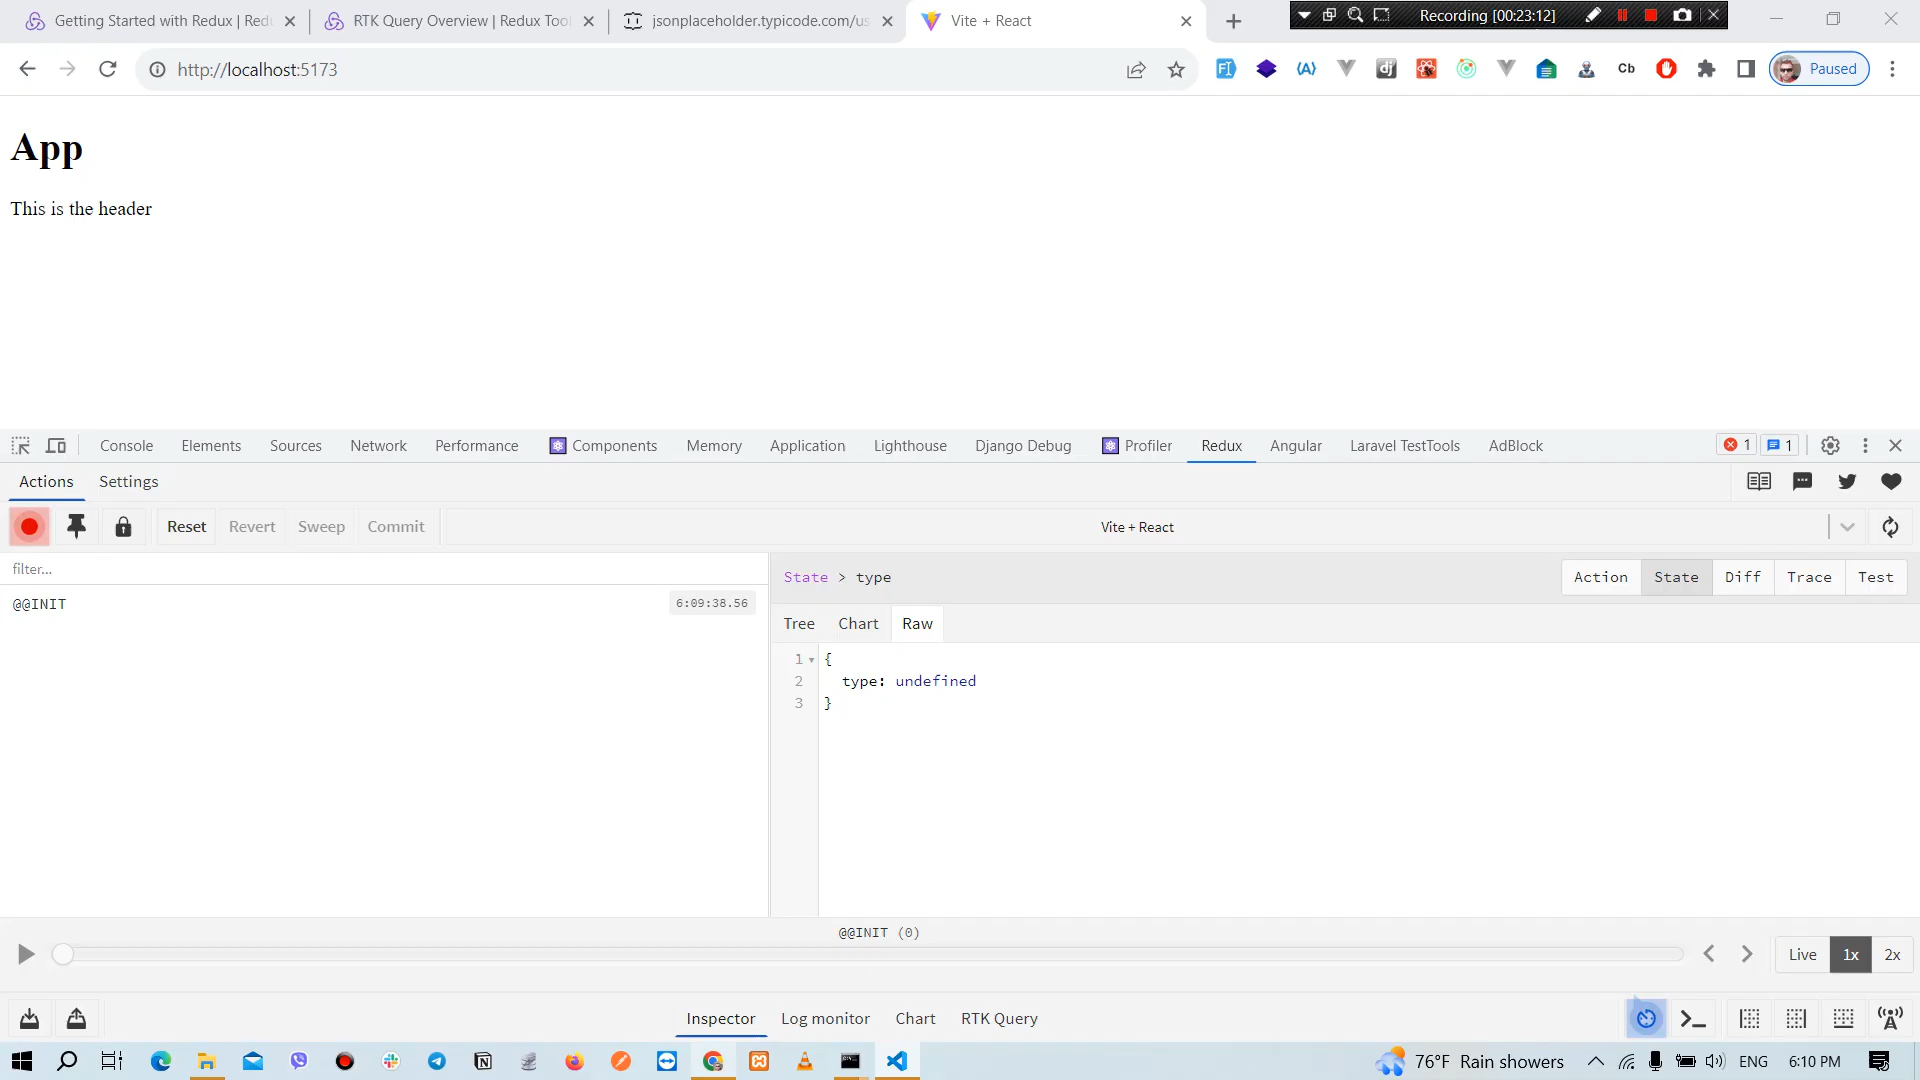 Getting Started with Redux | Redu
RTK Query Overview | Redux Tool
jsonplaceholder.typicode.com/us
Vite + React
Recording [00:23:12]
http://localhost:5173
Cb
Paused
App
This is the header
Console
Elements
Sources
Network
Performance
Components
Memory
Application
Lighthouse
Django Debug
Profiler
Redux
Angular
Laravel TestTools
AdBlock
1
1
Actions
Settings
Reset
Revert
Sweep
Commit
Vite + React
filter...
@@INIT
6:09:38.56
State > type
Action
State
Diff
Trace
Test
Tree
Chart
Raw
1 {
2 type: undefined
3 }
@@INIT (0)
Live
1x
2x
Inspector
Log monitor
Chart
RTK Query
76°F Rain showers
ENG
6:10 PM